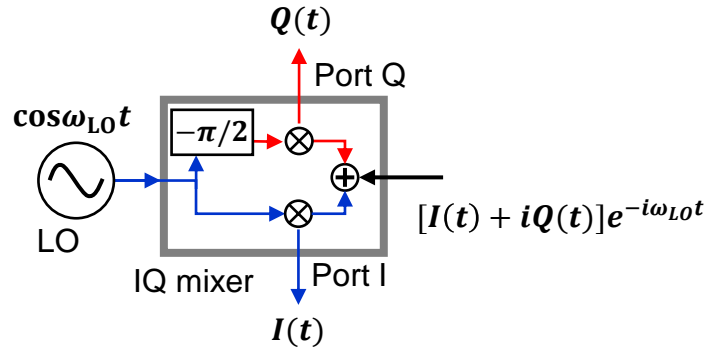 Q(t)
Port Q
cosω_LO t
−π/2
LO
[I(t) + iQ(t)]e^{−iω_LO t}
IQ mixer
Port I
I(t)